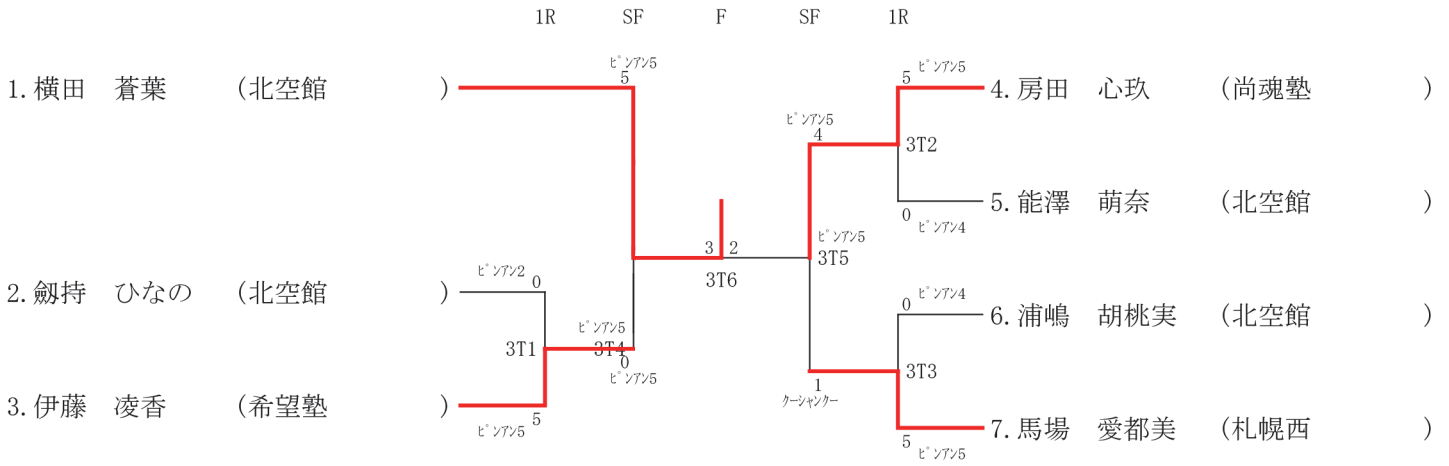 1R SF F SF 1R
ﾋﾟﾝｱﾝ5
5
5 ﾋﾟﾝｱﾝ5
1. 横田 蒼葉 (北空館 )
4. 房田 心玖 (尚魂塾 )
ﾋﾟﾝｱﾝ5
4
3T2
5. 能澤 萌奈 (北空館 )
0 ﾋﾟﾝｱﾝ4
ﾋﾟﾝｱﾝ5
3 2
3T5
3T6
ﾋﾟﾝｱﾝ2 0
2. 劔持 ひなの (北空館 )
0 ﾋﾟﾝｱﾝ4
6. 浦嶋 胡桃実 (北空館 )
ﾋﾟﾝｱﾝ5
3T1 3T4
0
ﾋﾟﾝｱﾝ5
3T3
1
ｸｰｼｬﾝｸｰ
3. 伊藤 凌香 (希望塾 )
ﾋﾟﾝｱﾝ5 5
7. 馬場 愛都美 (札幌西 )
5 ﾋﾟﾝｱﾝ5